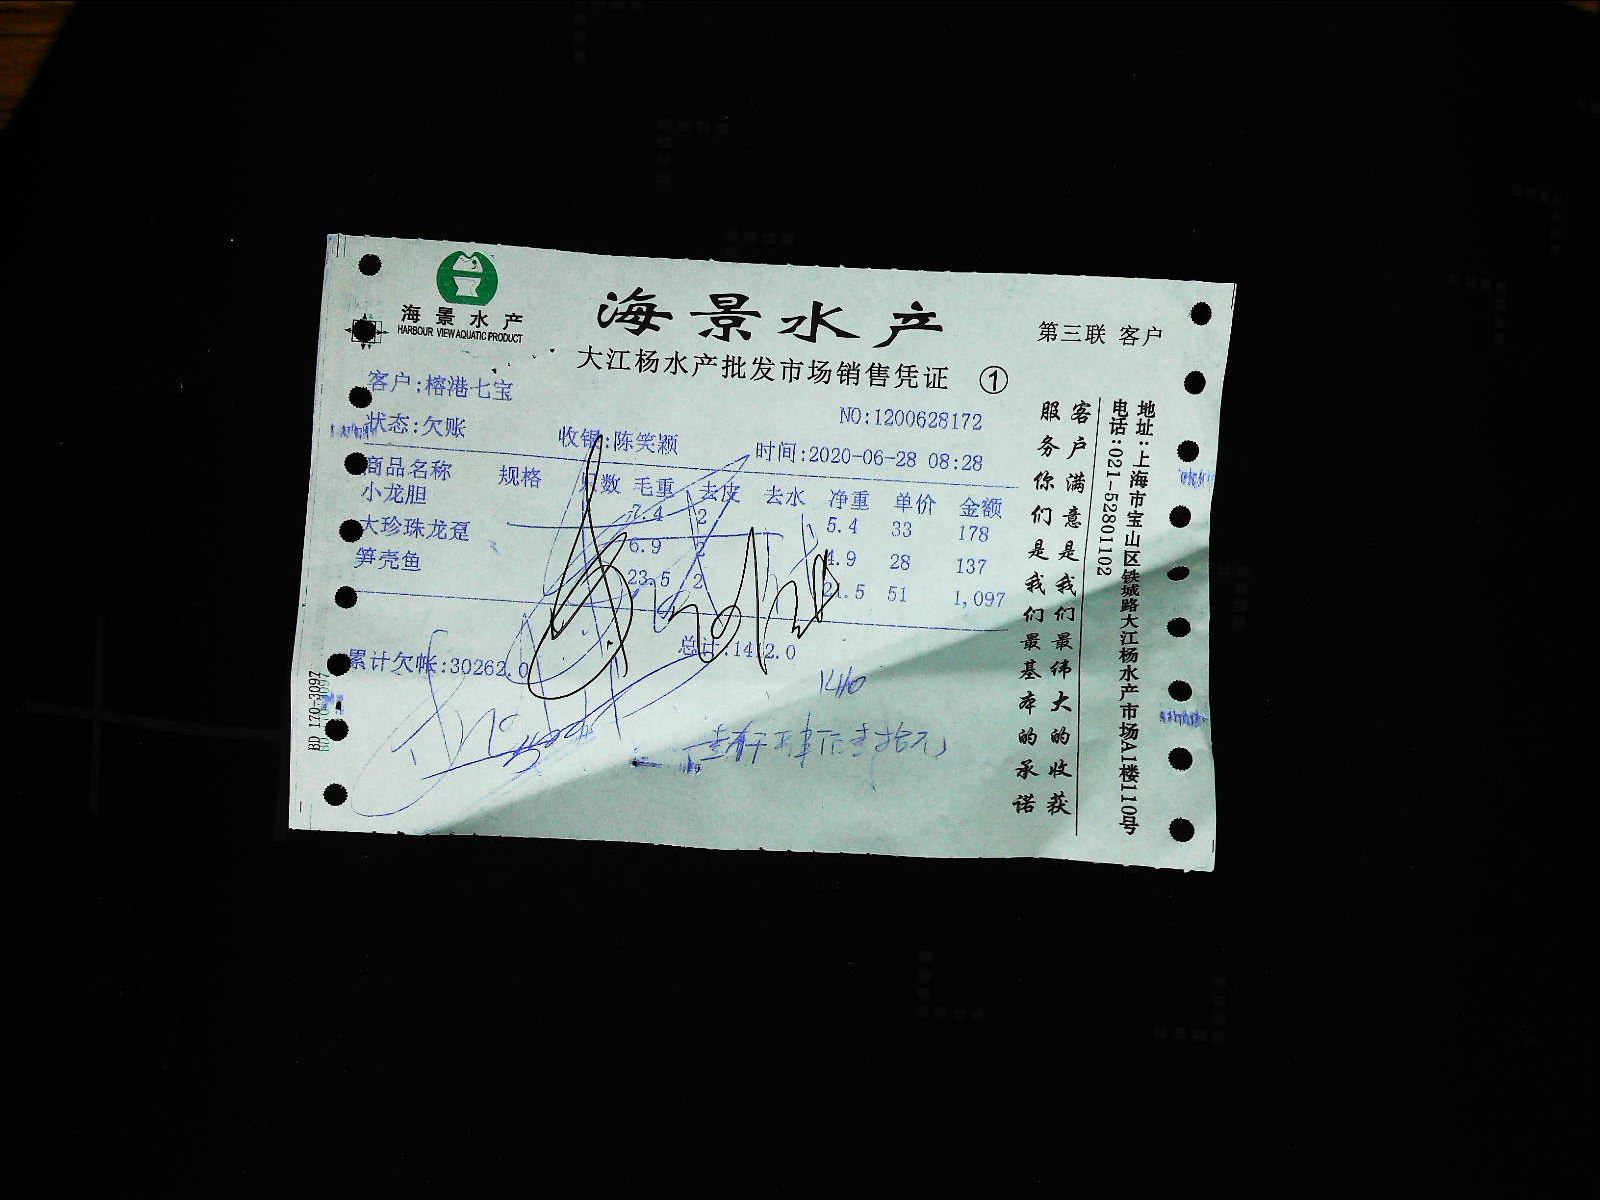 海景水产
HARBOUR VIEW AQUATIC PRODUCT
海景水产
大江杨水产批发市场销售凭证 ①
第三联 客户
客户:榕港七宝
NO:1200628172
状态:欠账 收银:陈笑颖 时间:2020-06-28 08:28
商品名称 规格 只数 毛重 去皮 去水 净重 单价 金额
小龙胆 7.4 2 5.4 33 178
大珍珠龙趸 6.9 2 4.9 28 137
笋壳鱼 23.5 2 21.5 51 1,097
累计欠帐:30262.0 总计:1412.0
1410
客户满意是我们最纬大的收获
服务你们是我们最基本的承诺
地址:上海市宝山区铁城路大江杨水产市场A1楼110号
电话:021-52801102
BD-071-3097